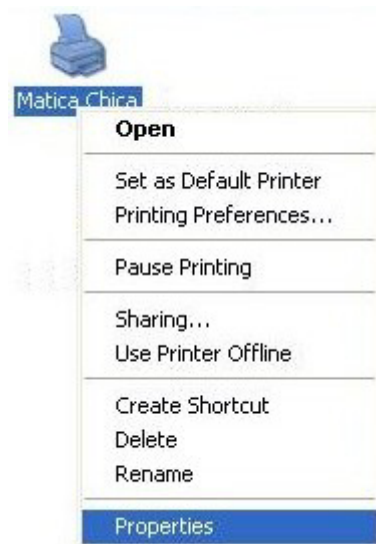 Matica Chica
Open
Set as Default Printer
Printing Preferences...
Pause Printing
Sharing...
Use Printer Offline
Create Shortcut
Delete
Rename
Properties